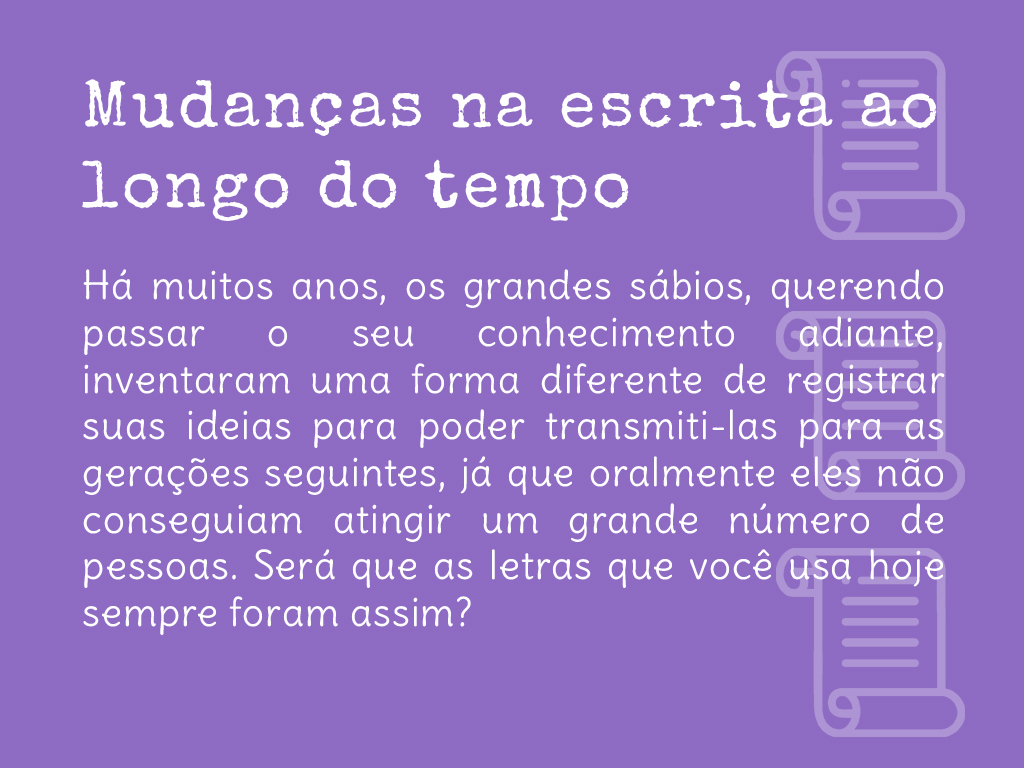 Mudanças na escrita ao
longo do tempo
Há muitos anos, os grandes sábios, querendo
passar o seu conhecimento adiante,
inventaram uma forma diferente de registrar
suas ideias para poder transmiti-las para as
gerações seguintes, já que oralmente eles não
conseguiam atingir um grande número de
pessoas. Será que as letras que você usa hoje
sempre foram assim?